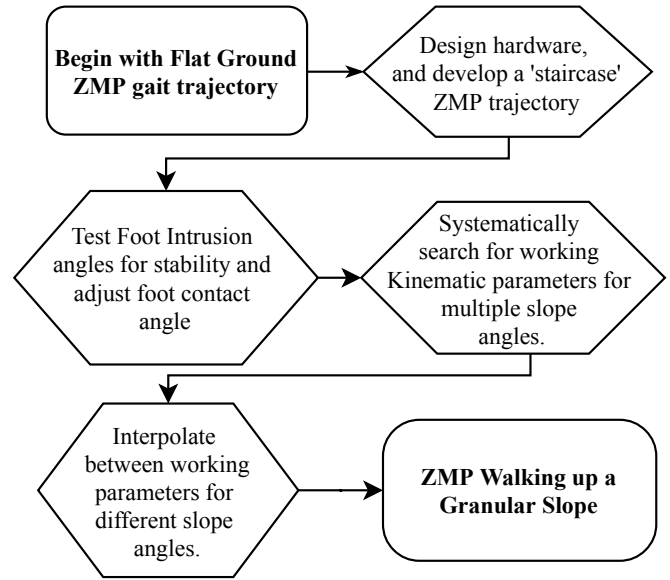 Begin with Flat Ground
ZMP gait trajectory
Design hardware,
and develop a 'staircase'
ZMP trajectory
Test Foot Intrusion
angles for stability and
adjust foot contact
angle
Systematically
search for working
Kinematic parameters for
multiple slope
angles.
Interpolate
between working
parameters for
different slope
angles.
ZMP Walking up a
Granular Slope